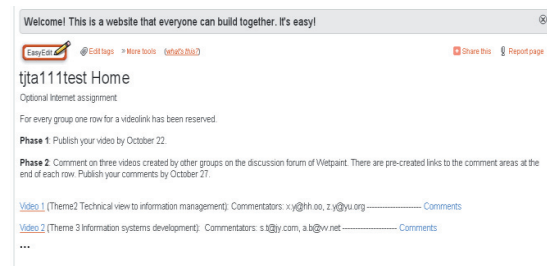 Welcome! This is a website that everyone can build together. It's easy!
EasyEdit Edit tags » More tools (what's this?) Share this Report page
tjta111test Home
Optional Internet assignment
For every group one row for a videolink has been reserved.
Phase 1: Publish your video by October 22.
Phase 2: Comment on three videos created by other groups on the discussion forum of Wetpaint. There are pre-created links to the comment areas at the
end of each row. Publish your comments by October 27.
Video 1 (Theme2 Technical view to information management): Commentators: x.y@hh.oo, z.y@yu.org --------------------- Comments
Video 2 (Theme 3 Information systems development): Commentators: s.t@jy.com, a.b@vv.net --------------------- Comments
...